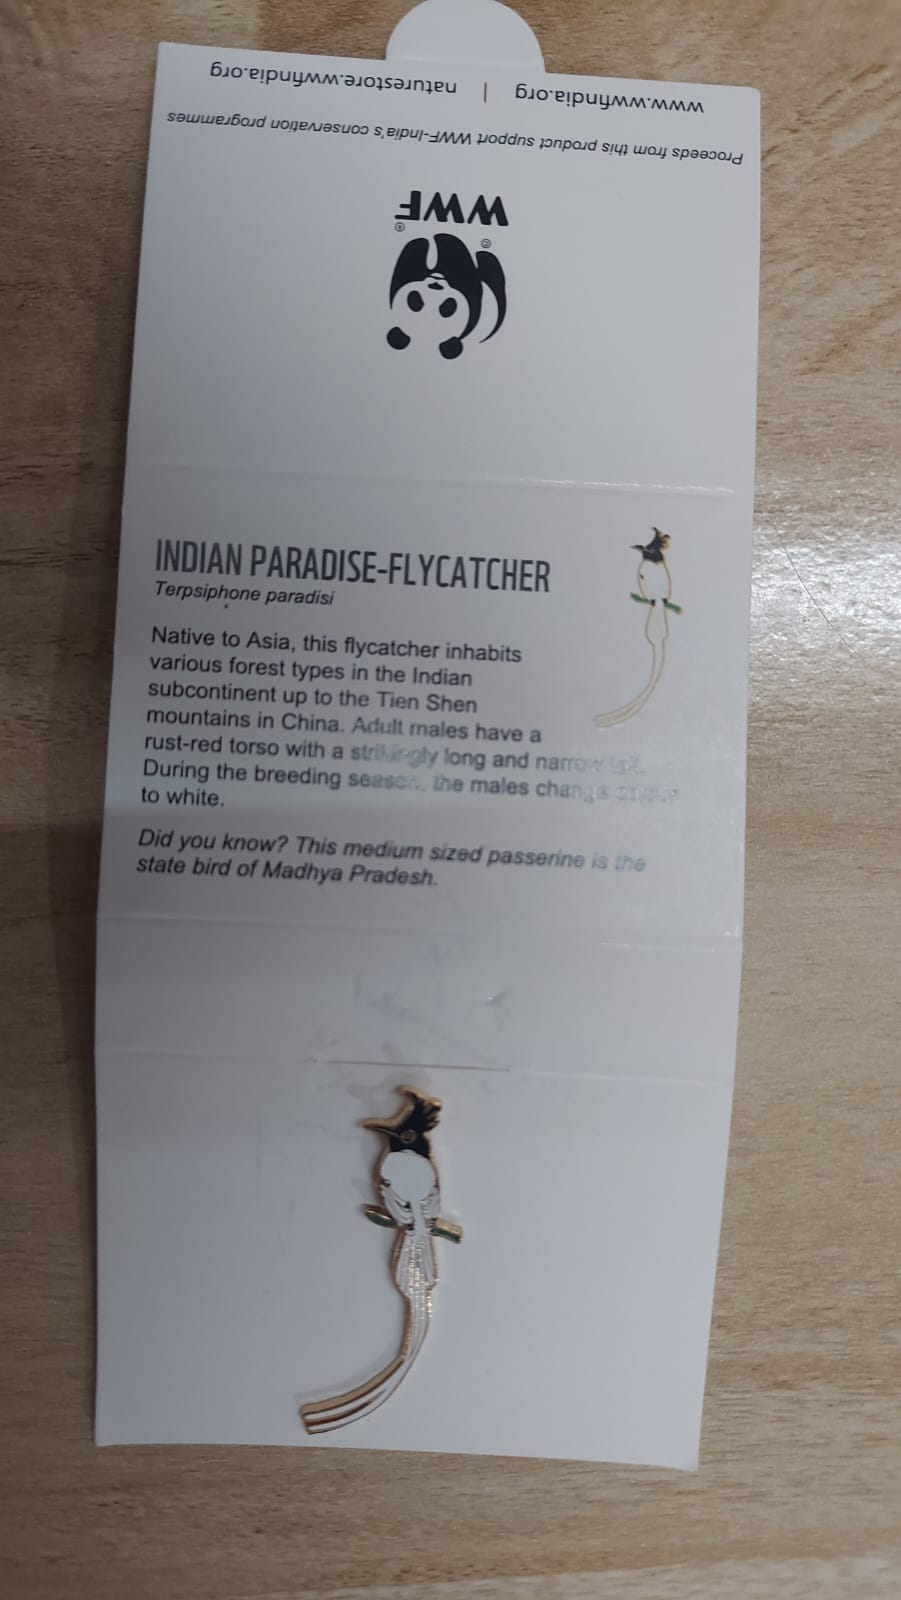 www.wwfindia.org | naturestore.wwfindia.org
Proceeds from this product support WWF-India's conservation programmes
WWF
INDIAN PARADISE-FLYCATCHER
Terpsiphone paradisi
Native to Asia, this flycatcher inhabits
various forest types in the Indian
subcontinent up to the Tien Shen
mountains in China. Adult males have a
rust-red torso with a strikingly long and narrow
During the breeding season, the males change
to white.
Did you know? This medium sized passerine is the
state bird of Madhya Pradesh.